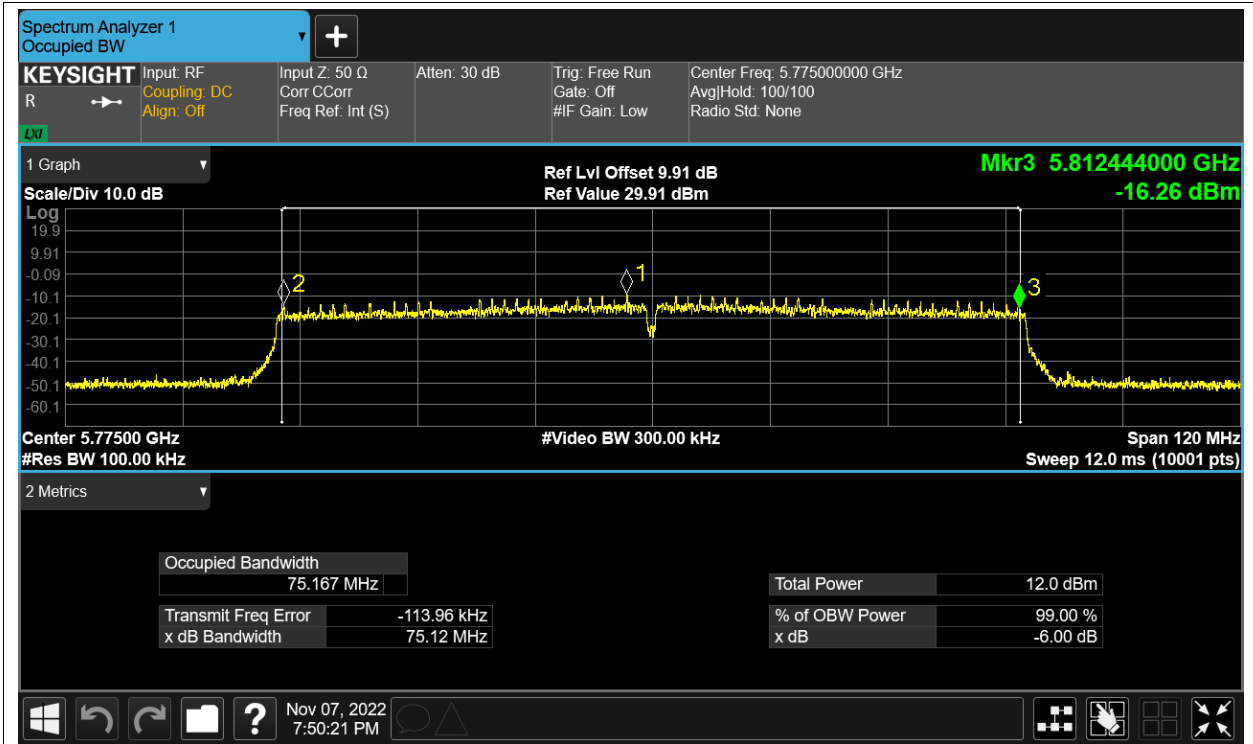 Spectrum Analyzer 1
Occupied BW
KEYSIGHT
R
LXI
Input: RF
Coupling: DC
Align: Off
Input Z: 50 Ω
Corr CCorr
Freq Ref: Int (S)
Atten: 30 dB
Trig: Free Run
Gate: Off
#IF Gain: Low
Center Freq: 5.775000000 GHz
Avg|Hold: 100/100
Radio Std: None
1 Graph
Scale/Div 10.0 dB
Ref Lvl Offset 9.91 dB
Ref Value 29.91 dBm
Mkr3 5.812444000 GHz
-16.26 dBm
Log
19.9
9.91
-0.09
-10.1
-20.1
-30.1
-40.1
-50.1
-60.1
2
1
3
Center 5.77500 GHz
#Video BW 300.00 kHz
Span 120 MHz
#Res BW 100.00 kHz
Sweep 12.0 ms (10001 pts)
2 Metrics
Occupied Bandwidth
75.167 MHz
Transmit Freq Error -113.96 kHz
x dB Bandwidth 75.12 MHz
Total Power 12.0 dBm
% of OBW Power 99.00 %
x dB -6.00 dB
?
Nov 07, 2022
7:50:21 PM